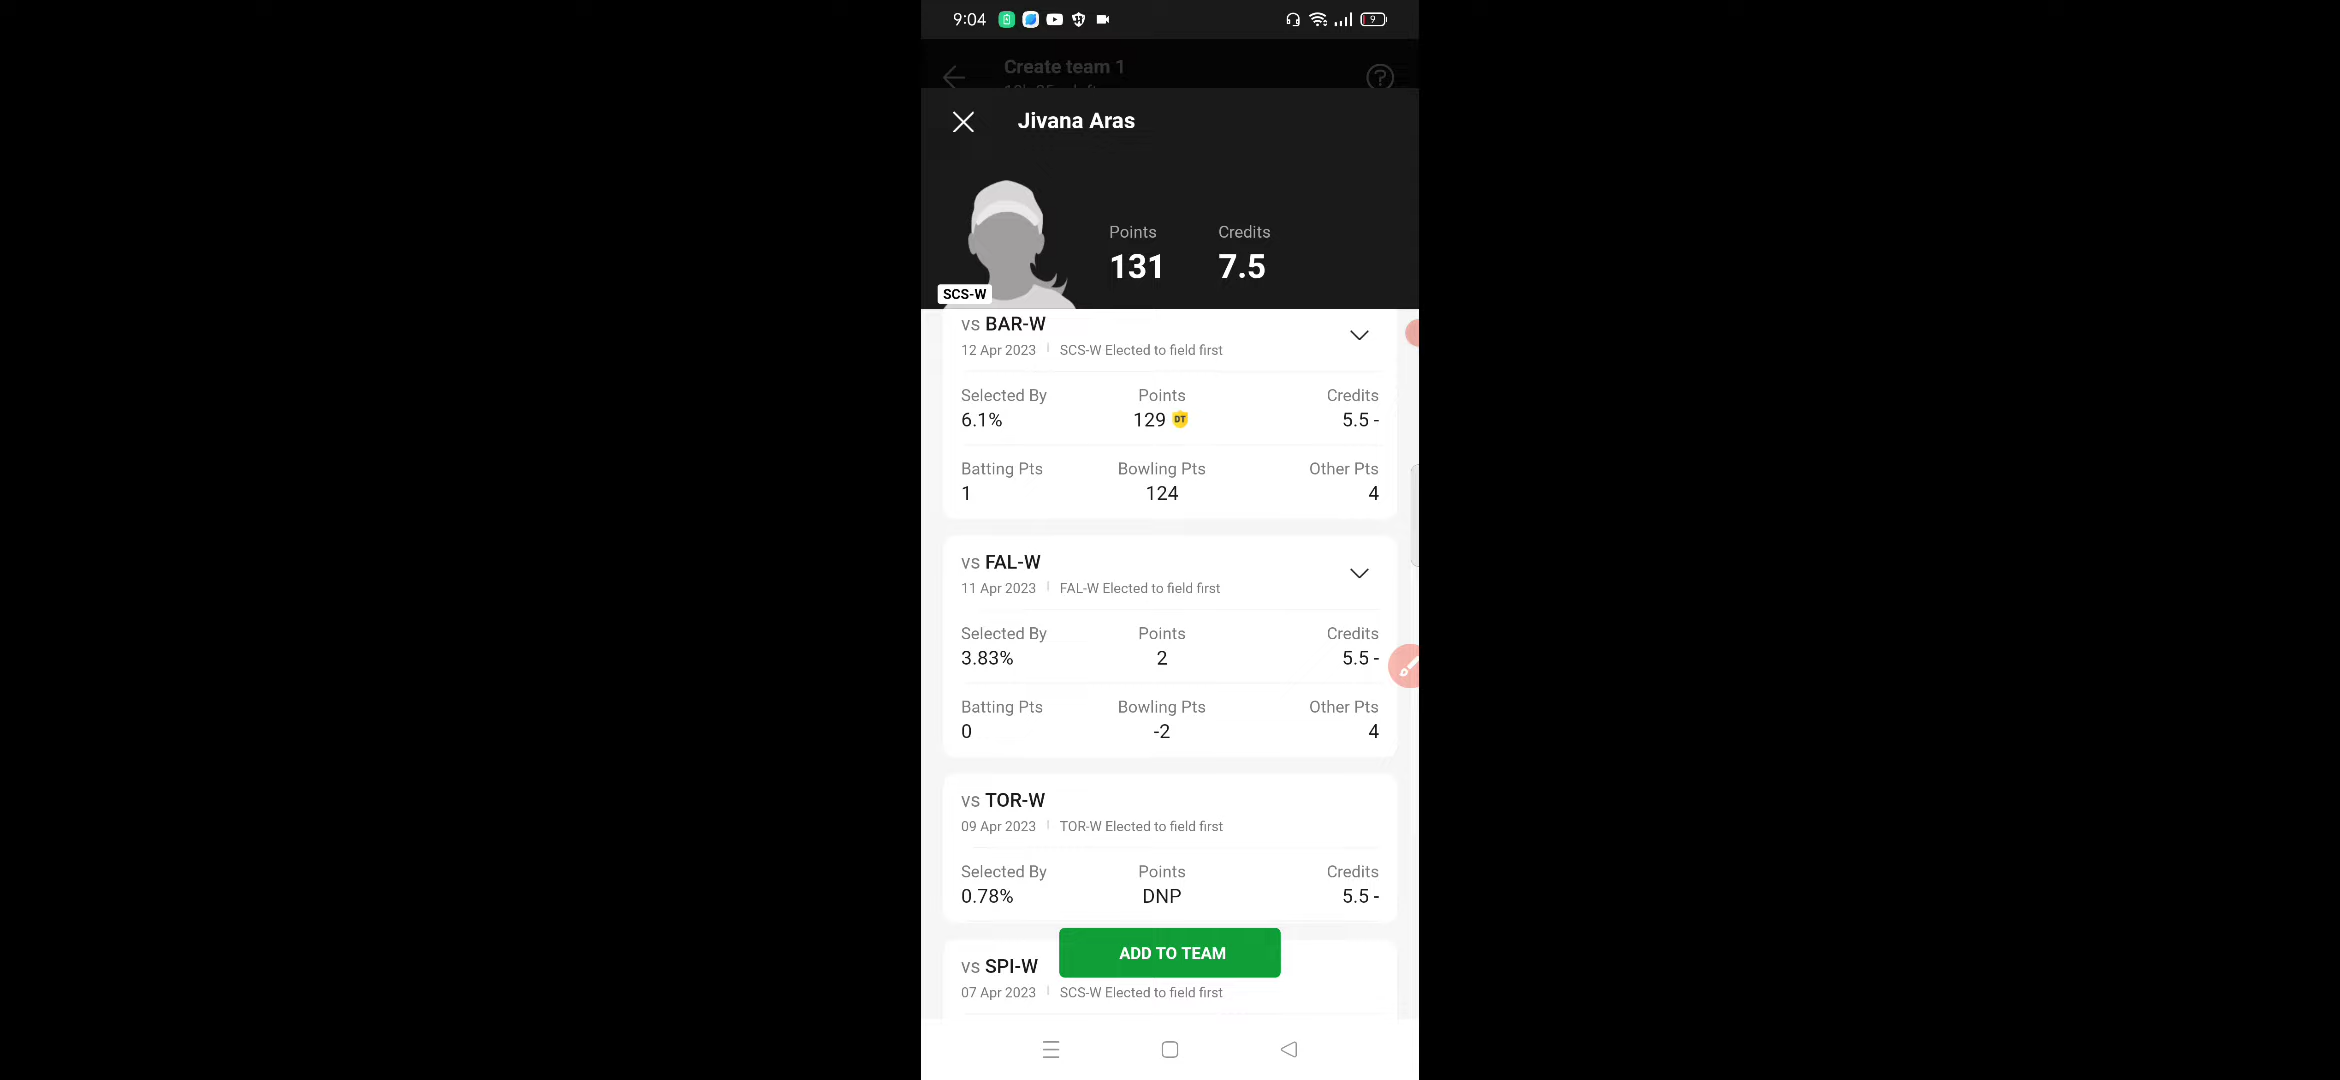 9:04
9
Create team 1
Jivana Aras
Points Credits
131 7.5
SCS-W
vs BAR-W
12 Apr 2023 SCS-W Elected to field first
Selected By Points Credits
6.1% 129 DT 5.5 -
Batting Pts Bowling Pts Other Pts
1 124 4
vs FAL-W
11 Apr 2023 FAL-W Elected to field first
Selected By Points Credits
3.83% 2 5.5 -
Batting Pts Bowling Pts Other Pts
0 -2 4
vs TOR-W
09 Apr 2023 TOR-W Elected to field first
Selected By Points Credits
0.78% DNP 5.5 -
ADD TO TEAM
vs SPI-W
07 Apr 2023 SCS-W Elected to field first